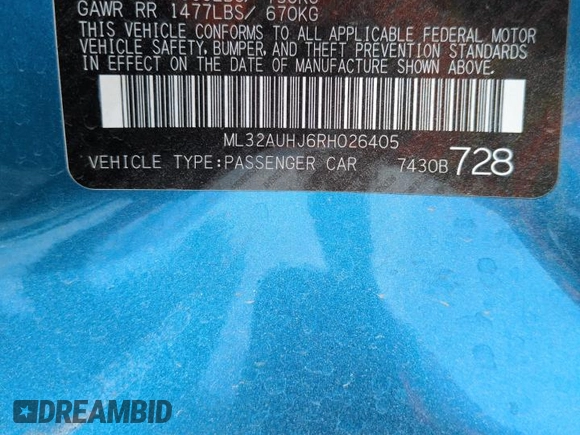 GAWR RR 1477LBS/ 670KG
THIS VEHICLE CONFORMS TO ALL APPLICABLE FEDERAL MOTOR
VEHICLE SAFETY, BUMPER, AND THEFT PREVENTION STANDARDS
IN EFFECT ON THE DATE OF MANUFACTURE SHOWN ABOVE.
ML32AUHJ6RH026405
VEHICLE TYPE:PASSENGER CAR 7430B 728
DREAMBID